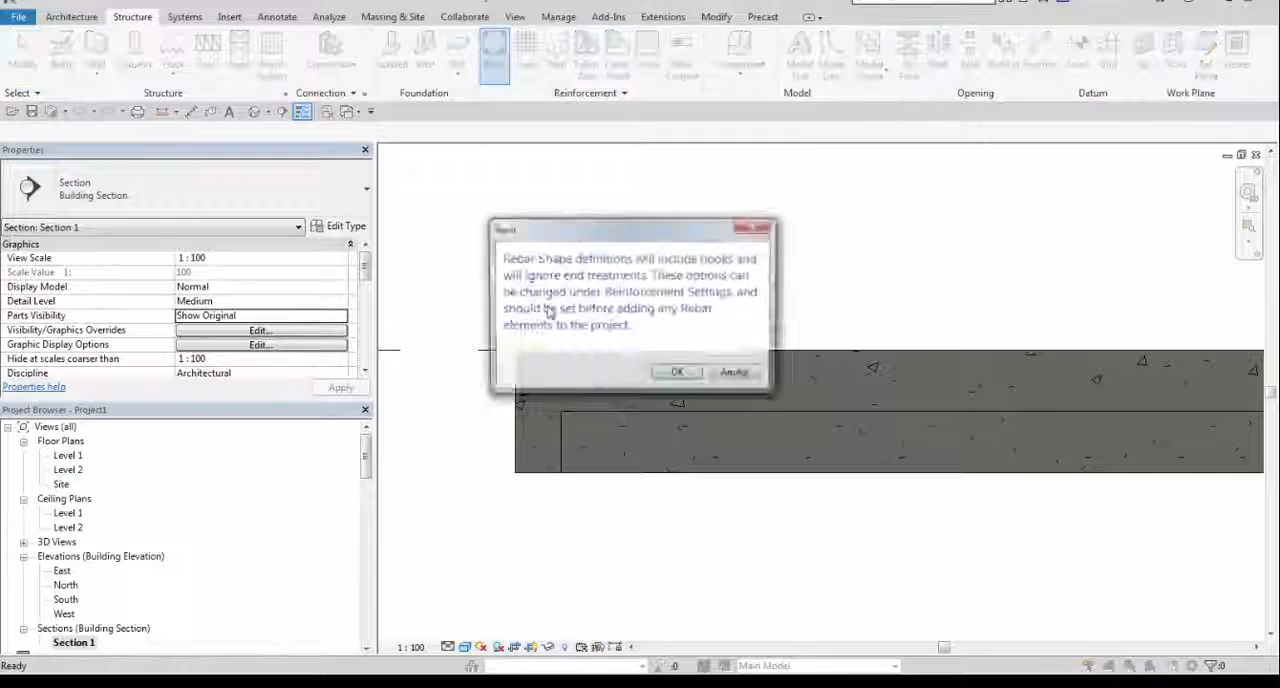 File Architecture Structure Systems Insert Annotate Analyze Massing & Site Collaborate View Manage Add-Ins Extensions Modify Precast
Modify Connection Component
Select Structure Connection Foundation Reinforcement Model Opening Datum Work Plane
Properties
Section
Building Section
Section: Section 1 Edit Type
Graphics
View Scale 1 : 100
Scale Value 1: 100
Display Model Normal
Detail Level Medium
Parts Visibility Show Original
Visibility/Graphics Overrides Edit...
Graphic Display Options Edit...
Hide at scales coarser than 1 : 100
Discipline Architectural
Properties help Apply
Project Browser - Project1
Views (all)
Floor Plans
Level 1
Level 2
Site
Ceiling Plans
Level 1
Level 2
3D Views
Elevations (Building Elevation)
East
North
South
West
Sections (Building Section)
Section 1
Rebar Shape definitions will include hooks and
will ignore end treatments. These options can
be changed under Reinforcement Settings, and
should be set before adding any Rebar
elements to the project.
OK
1 : 100
Ready :0 Main Model :0